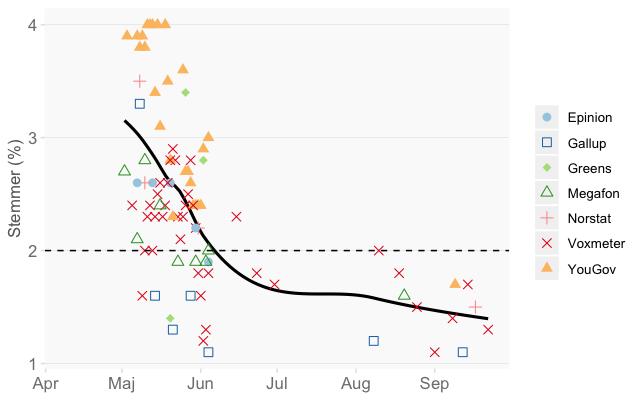 Stemmer (%)
4
3
2
1
Apr Maj Jun Jul Aug Sep
Epinion
Gallup
Greens
Megafon
Norstat
Voxmeter
YouGov